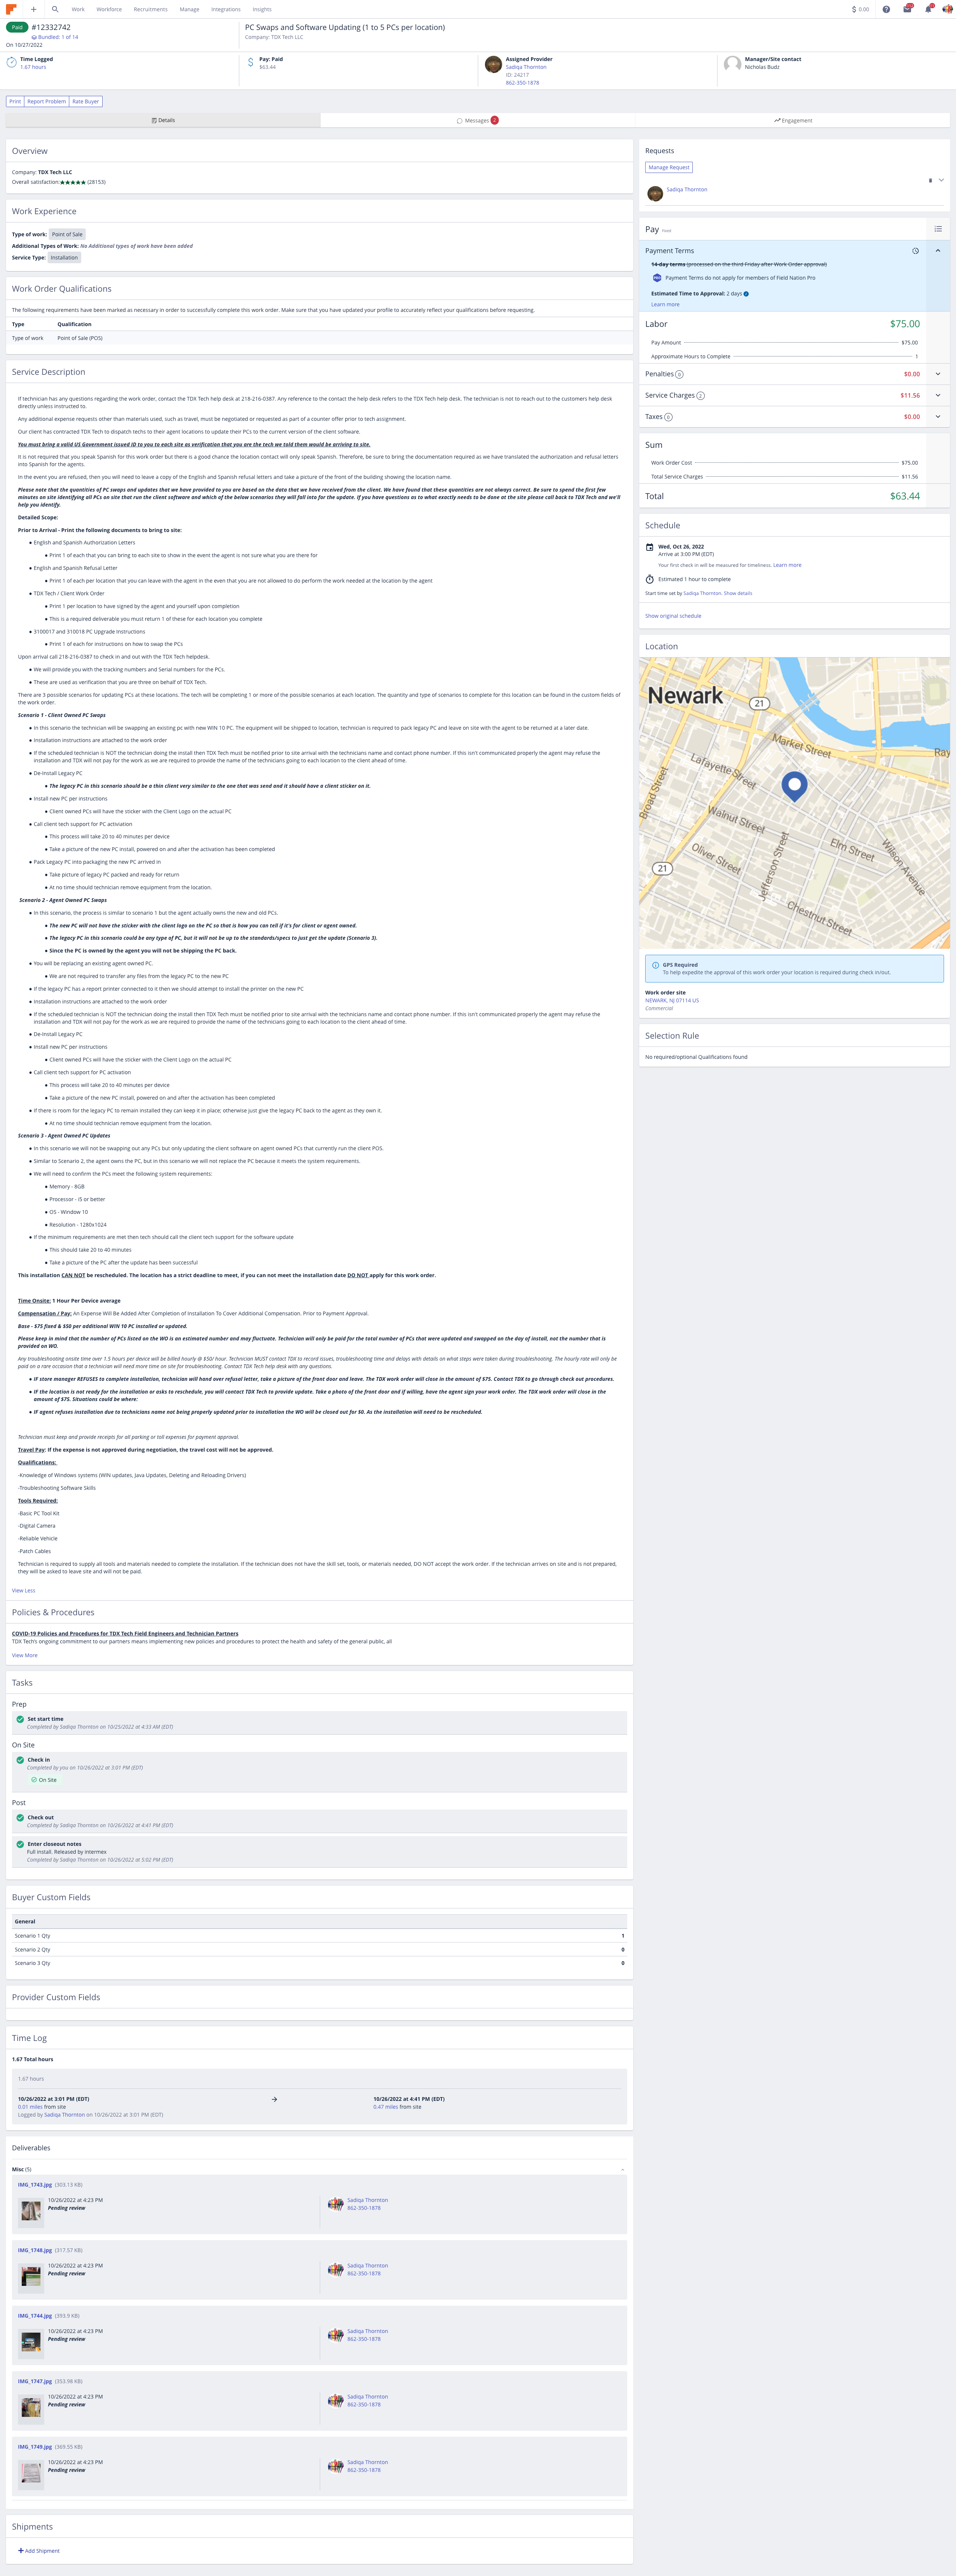 Work Workforce Recruitments Manage Integrations Insights
$ 0.00
Paid #12332742
Bundled: 1 of 14
On 10/27/2022
PC Swaps and Software Updating (1 to 5 PCs per location)
Company: TDX Tech LLC
Time Logged
1.67 hours
Pay: Paid
$63.44
Assigned Provider
Sadiqa Thornton
ID: 24217
862-350-1878
Manager/Site contact
Nicholas Budz
Print Report Problem Rate Buyer
Details
Messages 2
Engagement
Overview
Company: TDX Tech LLC
Overall satisfaction: ★★★★★ (28153)
Work Experience
Type of work: Point of Sale
Additional Types of Work: No Additional types of work have been added
Service Type: Installation
Work Order Qualifications
The following requirements have been marked as necessary in order to succesfully complete this work order. Make sure that you have updated your profile to accurately reflect your qualifications before requesting.
Type Qualification
Type of work Point of Sale (POS)
Service Description
If technician has any questions regarding the work order, contact the TDX Tech help desk at 218-216-0387. Any reference to the contact the help desk refers to the TDX Tech help desk. The technician is not to reach out to the customers help desk
directly unless instructed to.
Any additional expense requests other than materials used, such as travel, must be negotiated or requested as part of a counter offer prior to tech assignment.
Our client has contracted TDX Tech to dispatch techs to their agent locations to update their PCs to the current version of the client software.
You must bring a valid US Government issued ID to you to each site as verification that you are the tech we told them would be arriving to site.
It is not required that you speak Spanish for this work order but there is a good chance the location contact will only speak Spanish. Therefore, be sure to bring the documentation required as we have translated the authorization and refusal letters
into Spanish for the agents.
In the event you are refused, then you will need to leave a copy of the English and Spanish refusal letters and take a picture of the front of the building showing the location name.
Please note that the quantities of PC swaps and updates that we have provided to you are based on the data that we have received from the client. We have found that these quantities are not always correct. Be sure to spend the first few
minutes on site identifying all PCs on site that run the client software and which of the below scenarios they will fall into for the update. If you have questions as to what exactly needs to be done at the site please call back to TDX Tech and we'll
help you identify.
Detailed Scope:
Prior to Arrival - Print the following documents to bring to site:
● English and Spanish Authorization Letters
● Print 1 of each that you can bring to each site to show in the event the agent is not sure what you are there for
● English and Spanish Refusal Letter
● Print 1 of each per location that you can leave with the agent in the even that you are not allowed to do perform the work needed at the location by the agent
● TDX Tech / Client Work Order
● Print 1 per location to have signed by the agent and yourself upon completion
● This is a required deliverable you must return 1 of these for each location you complete
● 3100017 and 310018 PC Upgrade Instructions
● Print 1 of each for instructions on how to swap the PCs
Upon arrival call 218-216-0387 to check in and out with the TDX Tech helpdesk.
● We will provide you with the tracking numbers and Serial numbers for the PCs.
● These are used as verification that you are three on behalf of TDX Tech.
There are 3 possible scenarios for updating PCs at these locations. The tech will be completing 1 or more of the possible scenarios at each location. The quantity and type of scenarios to complete for this location can be found in the custom fields of
the work order.
Scenario 1 - Client Owned PC Swaps
● In this scenario the technician will be swapping an existing pc with new WIN 10 PC. The equipment will be shipped to location, technician is required to pack legacy PC and leave on site with the agent to be returned at a later date.
● Installation instructions are attached to the work order
● If the scheduled technician is NOT the technician doing the install then TDX Tech must be notified prior to site arrival with the technicians name and contact phone number. If this isn't communicated properly the agent may refuse the
installation and TDX will not pay for the work as we are required to provide the name of the technicians going to each location to the client ahead of time.
● De-Install Legacy PC
● The legacy PC in this scenario should be a thin client very similar to the one that was send and it should have a client sticker on it.
● Install new PC per instructions
● Client owned PCs will have the sticker with the Client Logo on the actual PC
● Call client tech support for PC activiation
● This process will take 20 to 40 minutes per device
● Take a picture of the new PC install, powered on and after the activation has been completed
● Pack Legacy PC into packaging the new PC arrived in
● Take picture of legacy PC packed and ready for return
● At no time should technician remove equipment from the location.
Scenario 2 - Agent Owned PC Swaps
● In this scenario, the process is similar to scenario 1 but the agent actually owns the new and old PCs.
● The new PC will not have the sticker with the client logo on the PC so that is how you can tell if it's for client or agent owned.
● The legacy PC in this scenario could be any type of PC, but it will not be up to the standards/specs to just get the update (Scenario 3).
● Since the PC is owned by the agent you will not be shipping the PC back.
● You will be replacing an existing agent owned PC.
● We are not required to transfer any files from the legacy PC to the new PC
● If the legacy PC has a report printer connected to it then we should attempt to install the printer on the new PC
● Installation instructions are attached to the work order
● If the scheduled technician is NOT the technician doing the install then TDX Tech must be notified prior to site arrival with the technicians name and contact phone number. If this isn't communicated properly the agent may refuse the
installation and TDX will not pay for the work as we are required to provide the name of the technicians going to each location to the client ahead of time.
● De-Install Legacy PC
● Install new PC per instructions
● Client owned PCs will have the sticker with the Client Logo on the actual PC
● Call client tech support for PC activation
● This process will take 20 to 40 minutes per device
● Take a picture of the new PC install, powered on and after the activation has been completed
● If there is room for the legacy PC to remain installed they can keep it in place; otherwise just give the legacy PC back to the agent as they own it.
● At no time should technician remove equipment from the location.
Scenario 3 - Agent Owned PC Updates
● In this scenario we will not be swapping out any PCs but only updating the client software on agent owned PCs that currently run the client POS.
● Similar to Scenario 2, the agent owns the PC, but in this scenario we will not replace the PC because it meets the system requirements.
● We will need to confirm the PCs meet the following system requirements:
● Memory - 8GB
● Processor - i5 or better
● OS - Window 10
● Resolution - 1280x1024
● If the minimum requirements are met then tech should call the client tech support for the software update
● This should take 20 to 40 minutes
● Take a picture of the PC after the update has been successful
This installation CAN NOT be rescheduled. The location has a strict deadline to meet, if you can not meet the installation date DO NOT apply for this work order.
Time Onsite: 1 Hour Per Device average
Compensation / Pay: An Expense Will Be Added After Completion of Installation To Cover Additional Compensation. Prior to Payment Approval.
Base - $75 fixed & $50 per additional WIN 10 PC installed or updated.
Please keep in mind that the number of PCs listed on the WO is an estimated number and may fluctuate. Technician will only be paid for the total number of PCs that were updated and swapped on the day of install, not the number that is
provided on WO.
Any troubleshooting onsite time over 1.5 hours per device will be billed hourly @ $50/ hour. Technician MUST contact TDX to record issues, troubleshooting time and delays with details on what steps were taken during troubleshooting. The hourly rate will only be
paid on a rare occasion that a technician will need more time on site for troubleshooting. Contact TDX Tech help desk with any questions.
● IF store manager REFUSES to complete installation, technician will hand over refusal letter, take a picture of the front door and leave. The TDX work order will close in the amount of $75. Contact TDX to go through check out procedures.
● IF the location is not ready for the installation or asks to reschedule, you will contact TDX Tech to provide update. Take a photo of the front door and if willing, have the agent sign your work order. The TDX work order will close in the
amount of $75. Situations could be where:
● IF agent refuses installation due to technicians name not being properly updated prior to installation the WO will be closed out for $0. As the installation will need to be rescheduled.
Technician must keep and provide receipts for all parking or toll expenses for payment approval.
Travel Pay: If the expense is not approved during negotiation, the travel cost will not be approved.
Qualifications:
-Knowledge of Windows systems (WIN updates, Java Updates, Deleting and Reloading Drivers)
-Troubleshooting Software Skills
Tools Required:
-Basic PC Tool Kit
-Digital Camera
-Reliable Vehicle
-Patch Cables
Technician is required to supply all tools and materials needed to complete the installation. If the technician does not have the skill set, tools, or materials needed, DO NOT accept the work order. If the technician arrives on site and is not prepared,
they will be asked to leave site and will not be paid.
View Less
Policies & Procedures
COVID-19 Policies and Procedures for TDX Tech Field Engineers and Technician Partners
TDX Tech's ongoing commitment to our partners means implementing new policies and procedures to protect the health and safety of the general public, all
View More
Tasks
Prep
Set start time
Completed by Sadiqa Thornton on 10/25/2022 at 4:33 AM (EDT)
On Site
Check in
Completed by you on 10/26/2022 at 3:01 PM (EDT)
On Site
Post
Check out
Completed by Sadiqa Thornton on 10/26/2022 at 4:41 PM (EDT)
Enter closeout notes
Full install. Released by intermex
Completed by Sadiqa Thornton on 10/26/2022 at 5:02 PM (EDT)
Buyer Custom Fields
General
Scenario 1 Qty 1
Scenario 2 Qty 0
Scenario 3 Qty 0
Provider Custom Fields
Time Log
1.67 Total hours
1.67 hours
10/26/2022 at 3:01 PM (EDT) → 10/26/2022 at 4:41 PM (EDT)
0.01 miles from site 0.47 miles from site
Logged by Sadiqa Thornton on 10/26/2022 at 3:01 PM (EDT)
Deliverables
Misc (5)
IMG_1743.jpg (303.13 KB)
10/26/2022 at 4:23 PM
Pending review
Sadiqa Thornton
862-350-1878
IMG_1748.jpg (317.57 KB)
10/26/2022 at 4:23 PM
Pending review
Sadiqa Thornton
862-350-1878
IMG_1744.jpg (393.9 KB)
10/26/2022 at 4:23 PM
Pending review
Sadiqa Thornton
862-350-1878
IMG_1747.jpg (353.98 KB)
10/26/2022 at 4:23 PM
Pending review
Sadiqa Thornton
862-350-1878
IMG_1749.jpg (369.55 KB)
10/26/2022 at 4:23 PM
Pending review
Sadiqa Thornton
862-350-1878
Shipments
Add Shipment
Requests
Manage Request
Sadiqa Thornton
Pay Fixed
Payment Terms
14-day terms (processed on the third Friday after Work Order approval)
Payment Terms do not apply for members of Field Nation Pro
Estimated Time to Approval: 2 days
Learn more
Labor $75.00
Pay Amount $75.00
Approximate Hours to Complete 1
Penalties 0 $0.00
Service Charges 2 $11.56
Taxes 0 $0.00
Sum
Work Order Cost $75.00
Total Service Charges $11.56
Total $63.44
Schedule
Wed, Oct 26, 2022
Arrive at 3:00 PM (EDT)
Your first check in will be measured for timeliness. Learn more
Estimated 1 hour to complete
Start time set by Sadiqa Thornton. Show details
Show original schedule
Location
Newark
21
Market Street
Ray
Lafayette Street
Broad Street
Walnut Street
Elm Street
Oliver Street
21
Jefferson Street
Wilson Avenue
Chestnut Street
GPS Required
To help expedite the approval of this work order your location is required during check in/out.
Work order site
NEWARK, NJ 07114 US
Commercial
Selection Rule
No required/optional Qualifications found